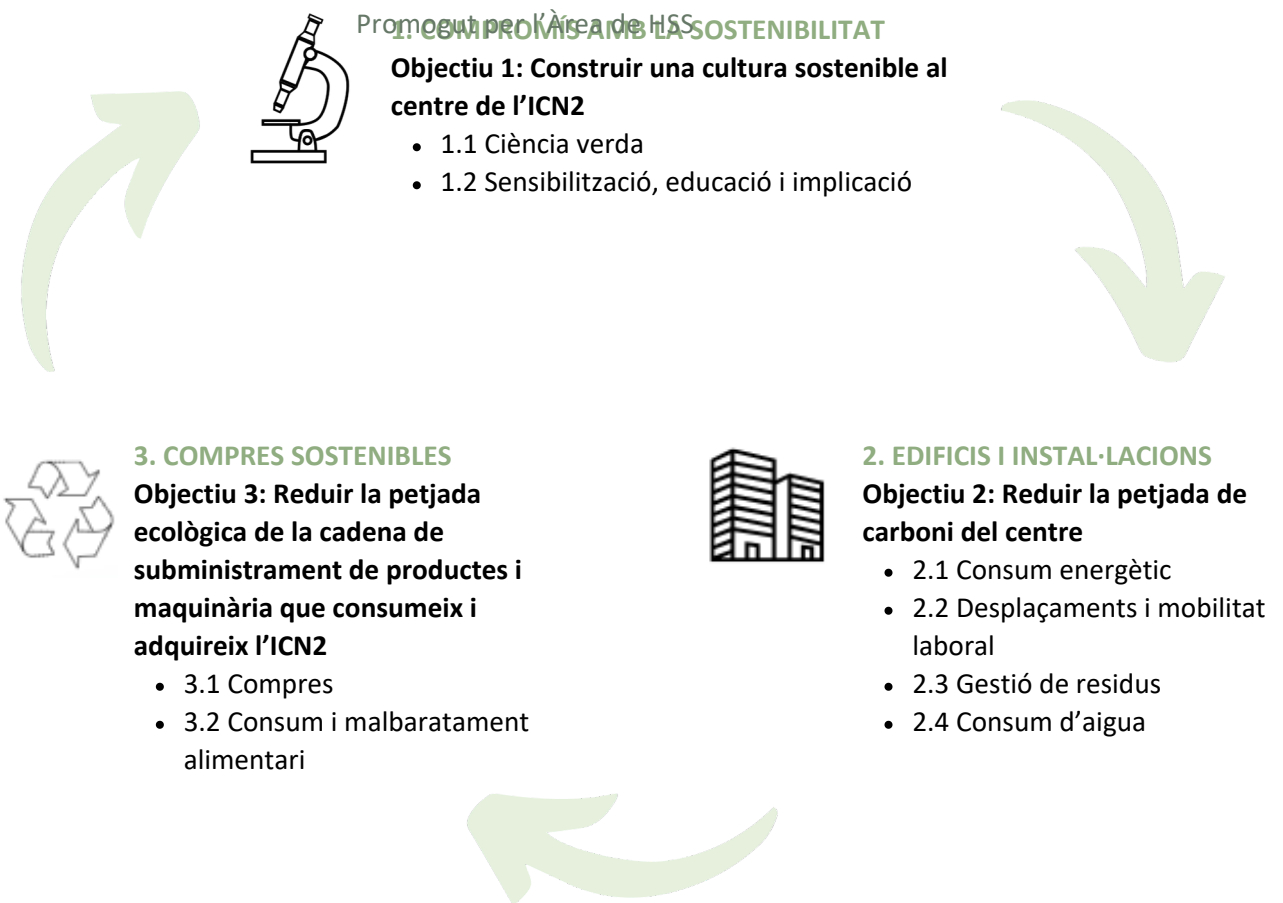 Promogut per l’Àrea de HSS
1. COMPROMÍS AMB LA SOSTENIBILITAT
Objectiu 1: Construir una cultura sostenible al
centre de l’ICN2
• 1.1 Ciència verda
• 1.2 Sensibilització, educació i implicació
3. COMPRES SOSTENIBLES
Objectiu 3: Reduir la petjada
ecològica de la cadena de
subministrament de productes i
maquinària que consumeix i
adquireix l’ICN2
• 3.1 Compres
• 3.2 Consum i malbaratament
alimentari
2. EDIFICIS I INSTAL·LACIONS
Objectiu 2: Reduir la petjada de
carboni del centre
• 2.1 Consum energètic
• 2.2 Desplaçaments i mobilitat
laboral
• 2.3 Gestió de residus
• 2.4 Consum d’aigua